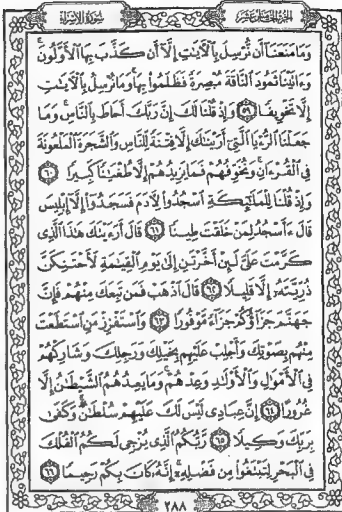 الجزء الخامس عشر سورة الإسراء
وَمَا مَنَعَنَا أَن نُّرْسِلَ بِٱلْءَايَٰتِ إِلَّآ أَن كَذَّبَ بِهَا ٱلْأَوَّلُونَ ۚ
وَءَاتَيْنَا ثَمُودَ ٱلنَّاقَةَ مُبْصِرَةً فَظَلَمُوا۟ بِهَا ۚ وَمَا نُرْسِلُ بِٱلْءَايَٰتِ
إِلَّا تَخْوِيفًا ٥٩ وَإِذْ قُلْنَا لَكَ إِنَّ رَبَّكَ أَحَاطَ بِٱلنَّاسِ ۚ وَمَا
جَعَلْنَا ٱلرُّءْيَا ٱلَّتِىٓ أَرَيْنَٰكَ إِلَّا فِتْنَةً لِّلنَّاسِ وَٱلشَّجَرَةَ ٱلْمَلْعُونَةَ
فِى ٱلْقُرْءَانِ ۚ وَنُخَوِّفُهُمْ فَمَا يَزِيدُهُمْ إِلَّا طُغْيَٰنًا كَبِيرًا ٦٠
وَإِذْ قُلْنَا لِلْمَلَٰٓئِكَةِ ٱسْجُدُوا۟ لِءَادَمَ فَسَجَدُوٓا۟ إِلَّآ إِبْلِيسَ
قَالَ ءَأَسْجُدُ لِمَنْ خَلَقْتَ طِينًا ٦١ قَالَ أَرَءَيْتَكَ هَٰذَا ٱلَّذِى
كَرَّمْتَ عَلَىَّ لَئِنْ أَخَّرْتَنِ إِلَىٰ يَوْمِ ٱلْقِيَٰمَةِ لَأَحْتَنِكَنَّ
ذُرِّيَّتَهُۥٓ إِلَّا قَلِيلًا ٦٢ قَالَ ٱذْهَبْ فَمَن تَبِعَكَ مِنْهُمْ فَإِنَّ
جَهَنَّمَ جَزَآؤُكُمْ جَزَآءً مَّوْفُورًا ٦٣ وَٱسْتَفْزِزْ مَنِ ٱسْتَطَعْتَ
مِنْهُم بِصَوْتِكَ وَأَجْلِبْ عَلَيْهِم بِخَيْلِكَ وَرَجِلِكَ وَشَارِكْهُمْ
فِى ٱلْأَمْوَٰلِ وَٱلْأَوْلَٰدِ وَعِدْهُمْ ۚ وَمَا يَعِدُهُمُ ٱلشَّيْطَٰنُ إِلَّا
غُرُورًا ٦٤ إِنَّ عِبَادِى لَيْسَ لَكَ عَلَيْهِمْ سُلْطَٰنٌ ۚ وَكَفَىٰ
بِرَبِّكَ وَكِيلًا ٦٥ رَّبُّكُمُ ٱلَّذِى يُزْجِى لَكُمُ ٱلْفُلْكَ
فِى ٱلْبَحْرِ لِتَبْتَغُوا۟ مِن فَضْلِهِۦٓ ۚ إِنَّهُۥ كَانَ بِكُمْ رَحِيمًا ٦٦
٢٨٨